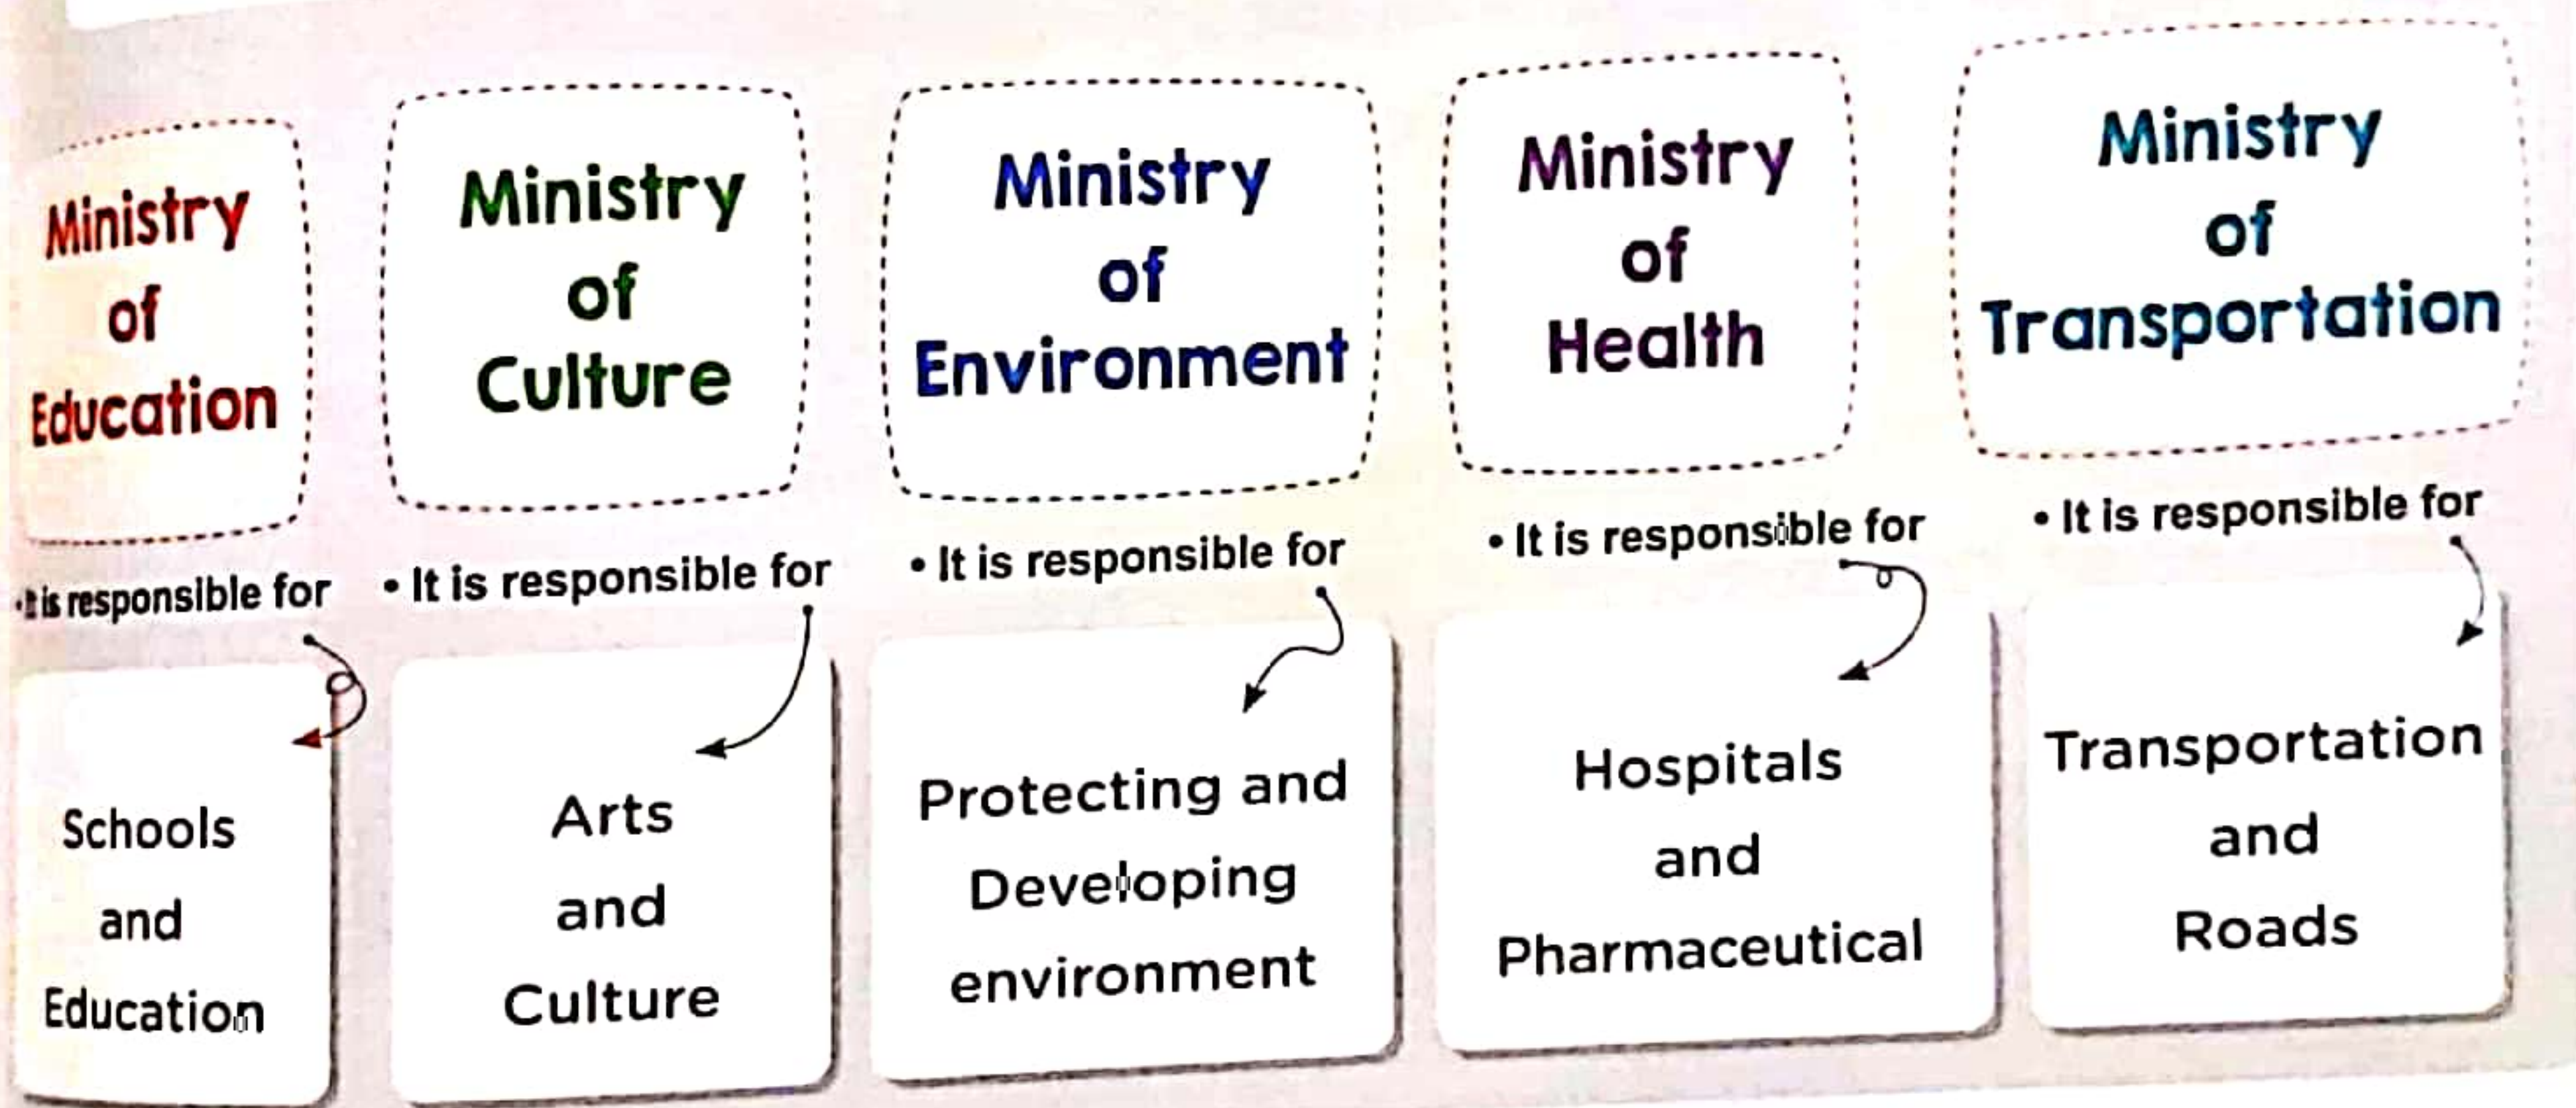 Ministry
of
Education
• It is responsible for
Schools
and
Education
Ministry
of
Culture
• It is responsible for
Arts
and
Culture
Ministry
of
Environment
• It is responsible for
Protecting and
Developing
environment
Ministry
of
Health
• It is responsible for
Hospitals
and
Pharmaceutical
Ministry
of
Transportation
• It is responsible for
Transportation
and
Roads